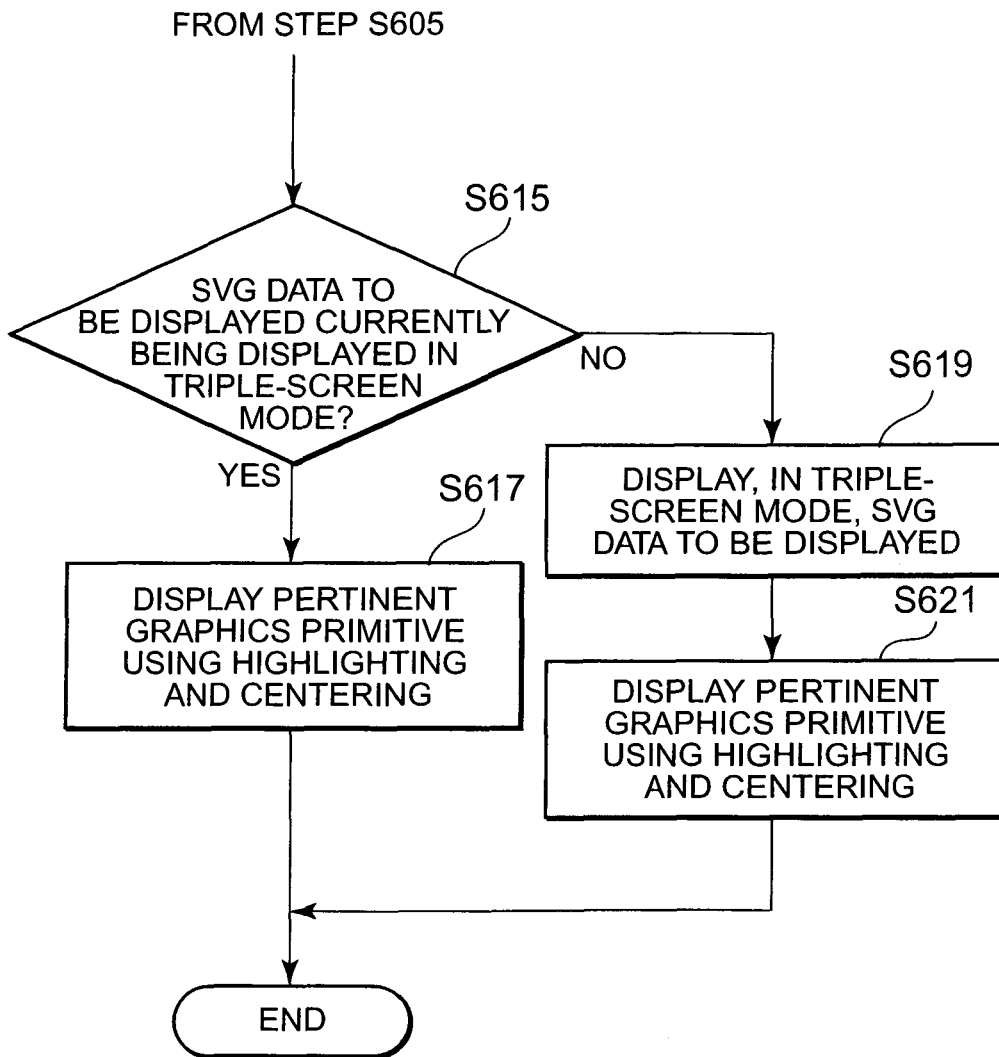 FROM STEP S605
S615
SVG DATA TO
BE DISPLAYED CURRENTLY
BEING DISPLAYED IN
TRIPLE-SCREEN
MODE?
NO
YES
S617
DISPLAY PERTINENT
GRAPHICS PRIMITIVE
USING HIGHLIGHTING
AND CENTERING
S619
DISPLAY, IN TRIPLE-
SCREEN MODE, SVG
DATA TO BE DISPLAYED
S621
DISPLAY PERTINENT
GRAPHICS PRIMITIVE
USING HIGHLIGHTING
AND CENTERING
END